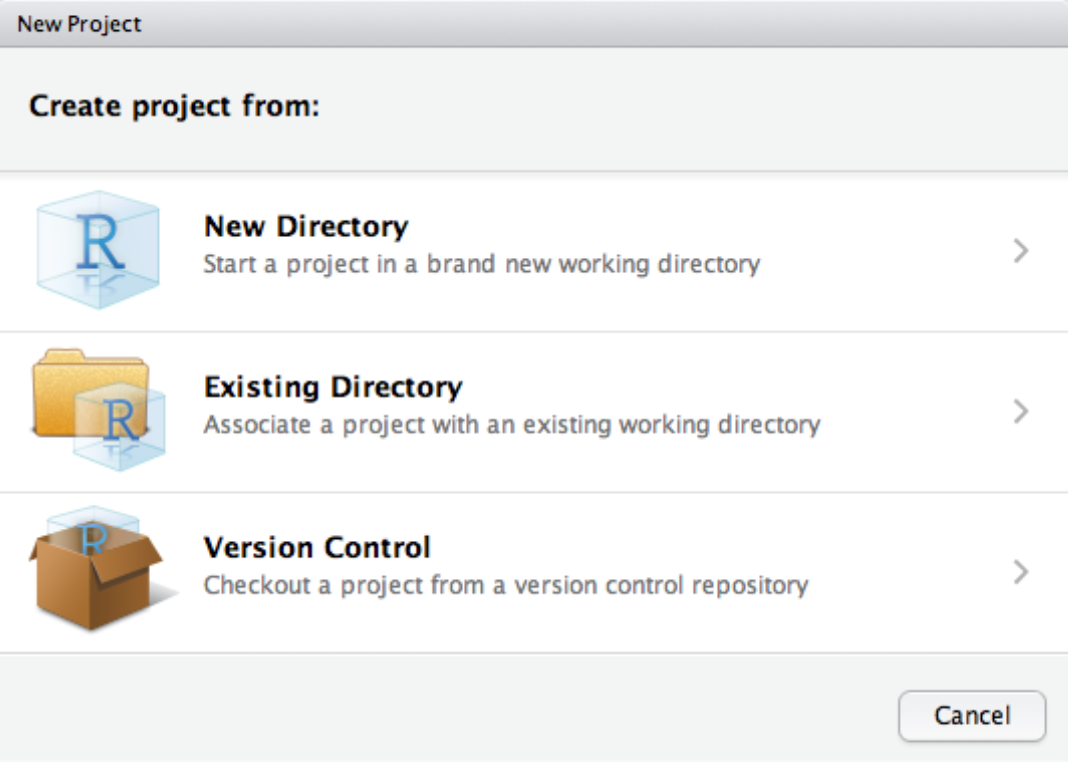 New Project
Create project from:
R
New Directory
Start a project in a brand new working directory
R
Existing Directory
Associate a project with an existing working directory
R
Version Control
Checkout a project from a version control repository
Cancel